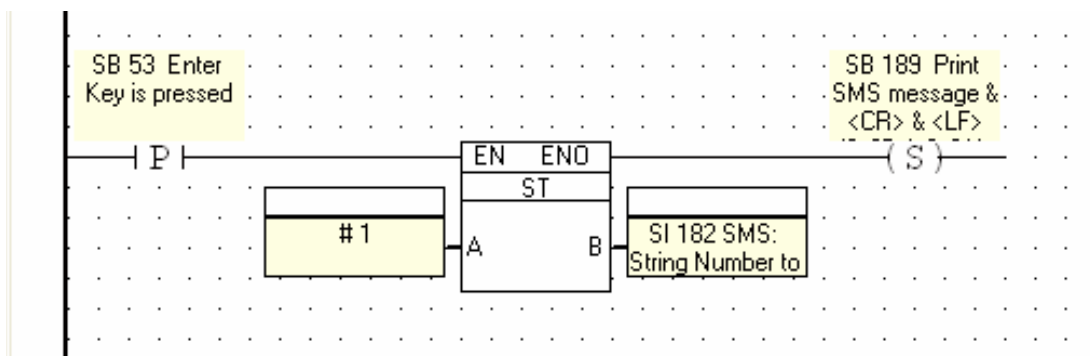 SB 53 Enter
Key is pressed
SB 189 Print
SMS message &
<CR> & <LF>
P
EN ENO
S
ST
# 1
A
B
SI 182 SMS:
String Number to